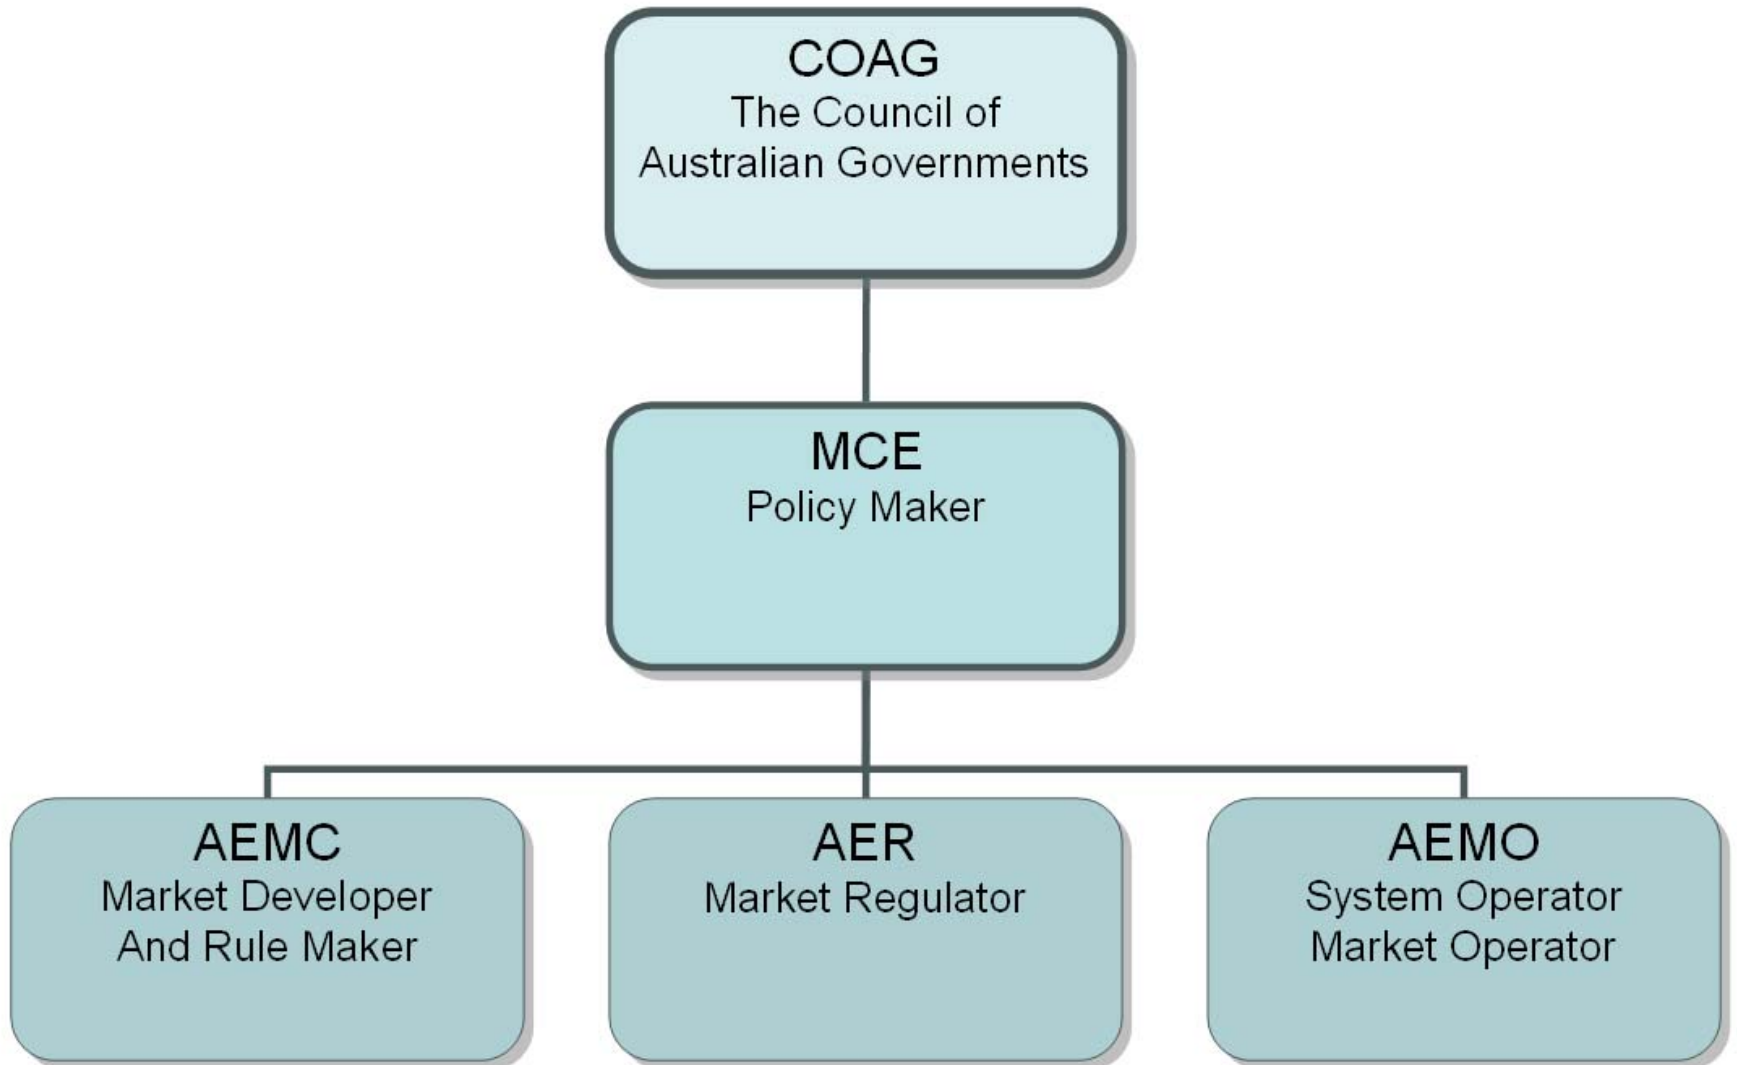 COAG
The Council of
Australian Governments
MCE
Policy Maker
AEMC
Market Developer
And Rule Maker
AER
Market Regulator
AEMO
System Operator
Market Operator